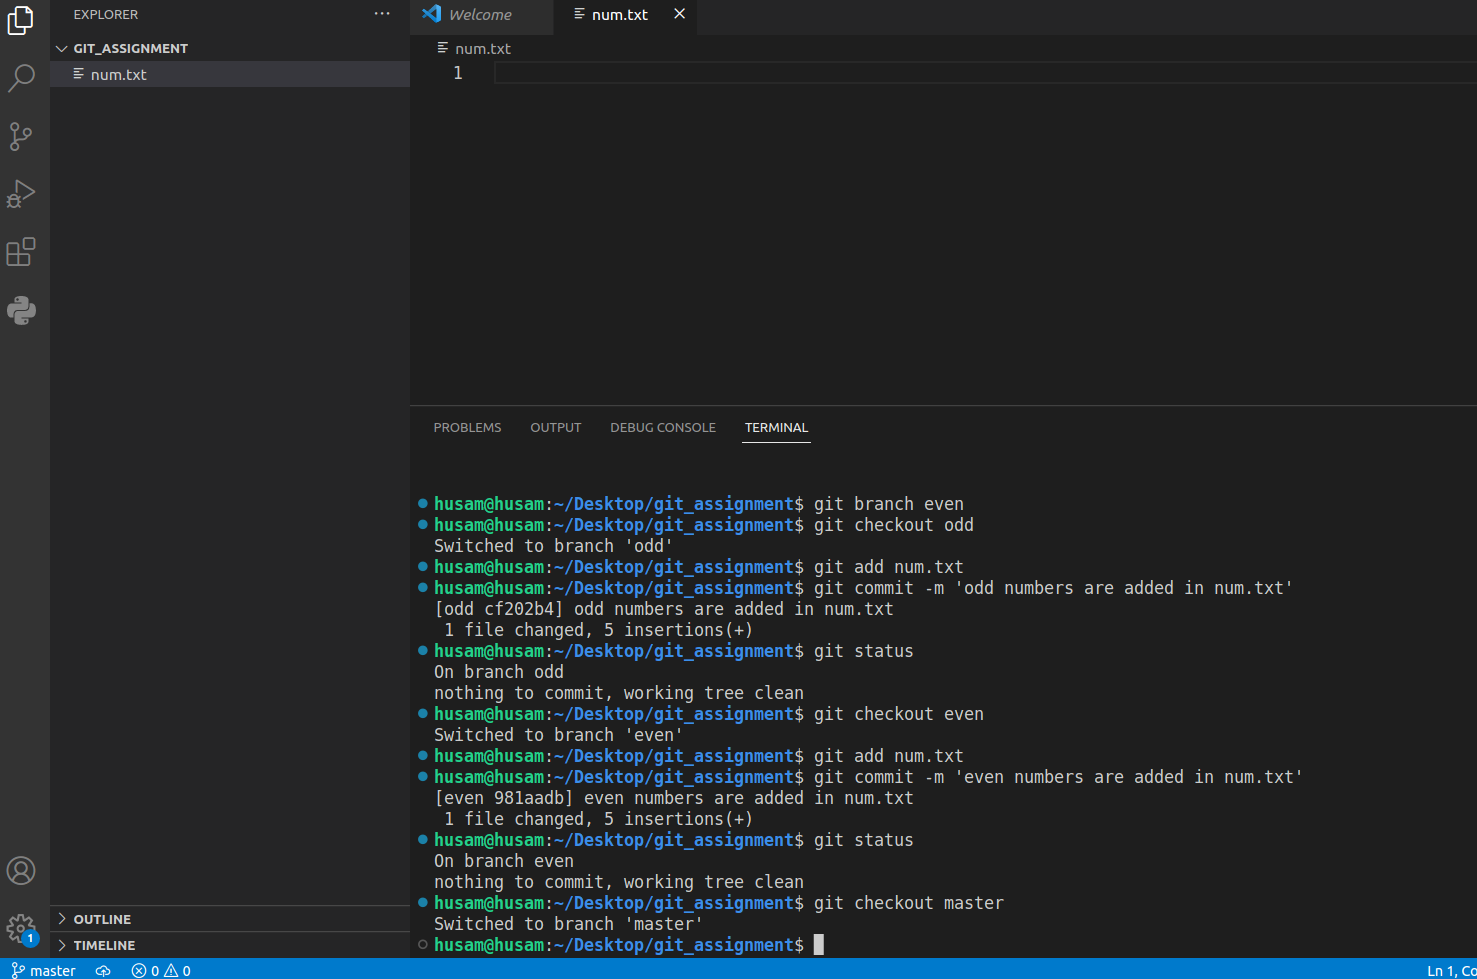 EXPLORER
···
GIT_ASSIGNMENT
num.txt
Welcome
num.txt
num.txt
1
PROBLEMS
OUTPUT
DEBUG CONSOLE
TERMINAL
husam@husam:~/Desktop/git_assignment$ git branch even
husam@husam:~/Desktop/git_assignment$ git checkout odd
Switched to branch 'odd'
husam@husam:~/Desktop/git_assignment$ git add num.txt
husam@husam:~/Desktop/git_assignment$ git commit -m 'odd numbers are added in num.txt'
[odd cf202b4] odd numbers are added in num.txt
 1 file changed, 5 insertions(+)
husam@husam:~/Desktop/git_assignment$ git status
On branch odd
nothing to commit, working tree clean
husam@husam:~/Desktop/git_assignment$ git checkout even
Switched to branch 'even'
husam@husam:~/Desktop/git_assignment$ git add num.txt
husam@husam:~/Desktop/git_assignment$ git commit -m 'even numbers are added in num.txt'
[even 981aadb] even numbers are added in num.txt
 1 file changed, 5 insertions(+)
husam@husam:~/Desktop/git_assignment$ git status
On branch even
nothing to commit, working tree clean
husam@husam:~/Desktop/git_assignment$ git checkout master
Switched to branch 'master'
husam@husam:~/Desktop/git_assignment$
OUTLINE
1
TIMELINE
master
0
0
Ln 1, Co